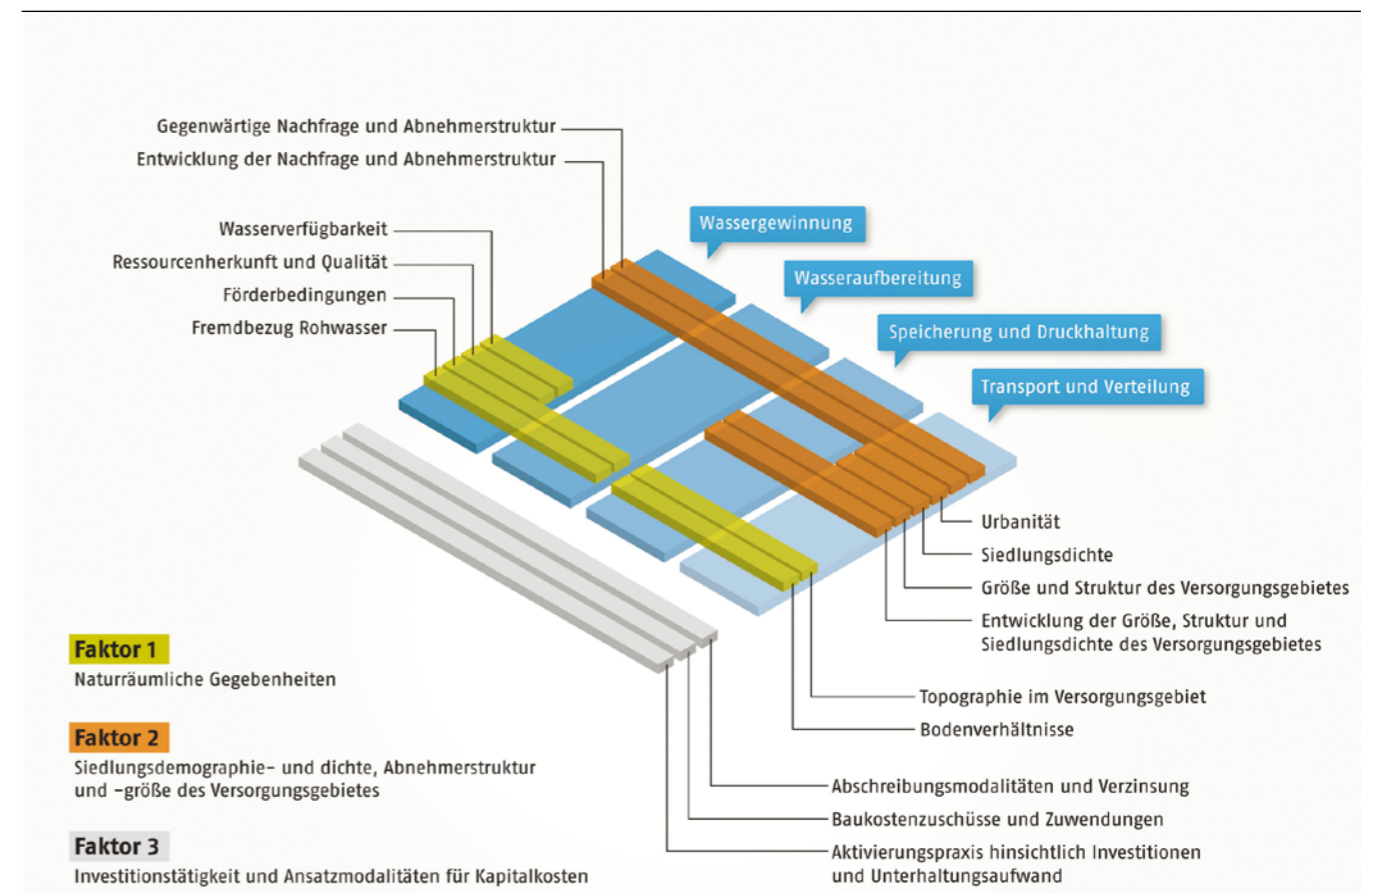 Gegenwärtige Nachfrage und Abnehmerstruktur
Entwicklung der Nachfrage und Abnehmerstruktur
Wasserverfügbarkeit
Ressourcenherkunft und Qualität
Förderbedingungen
Fremdbezug Rohwasser
Wassergewinnung
Wasseraufbereitung
Speicherung und Druckhaltung
Transport und Verteilung
Urbanität
Siedlungsdichte
Größe und Struktur des Versorgungsgebietes
Entwicklung der Größe, Struktur und
Siedlungsdichte des Versorgungsgebietes
Topographie im Versorgungsgebiet
Bodenverhältnisse
Abschreibungsmodalitäten und Verzinsung
Baukostenzuschüsse und Zuwendungen
Aktivierungspraxis hinsichtlich Investitionen
und Unterhaltungsaufwand
Faktor 1
Naturräumliche Gegebenheiten
Faktor 2
Siedlungsdemographie- und dichte, Abnehmerstruktur
und -größe des Versorgungsgebietes
Faktor 3
Investitionstätigkeit und Ansatzmodalitäten für Kapitalkosten